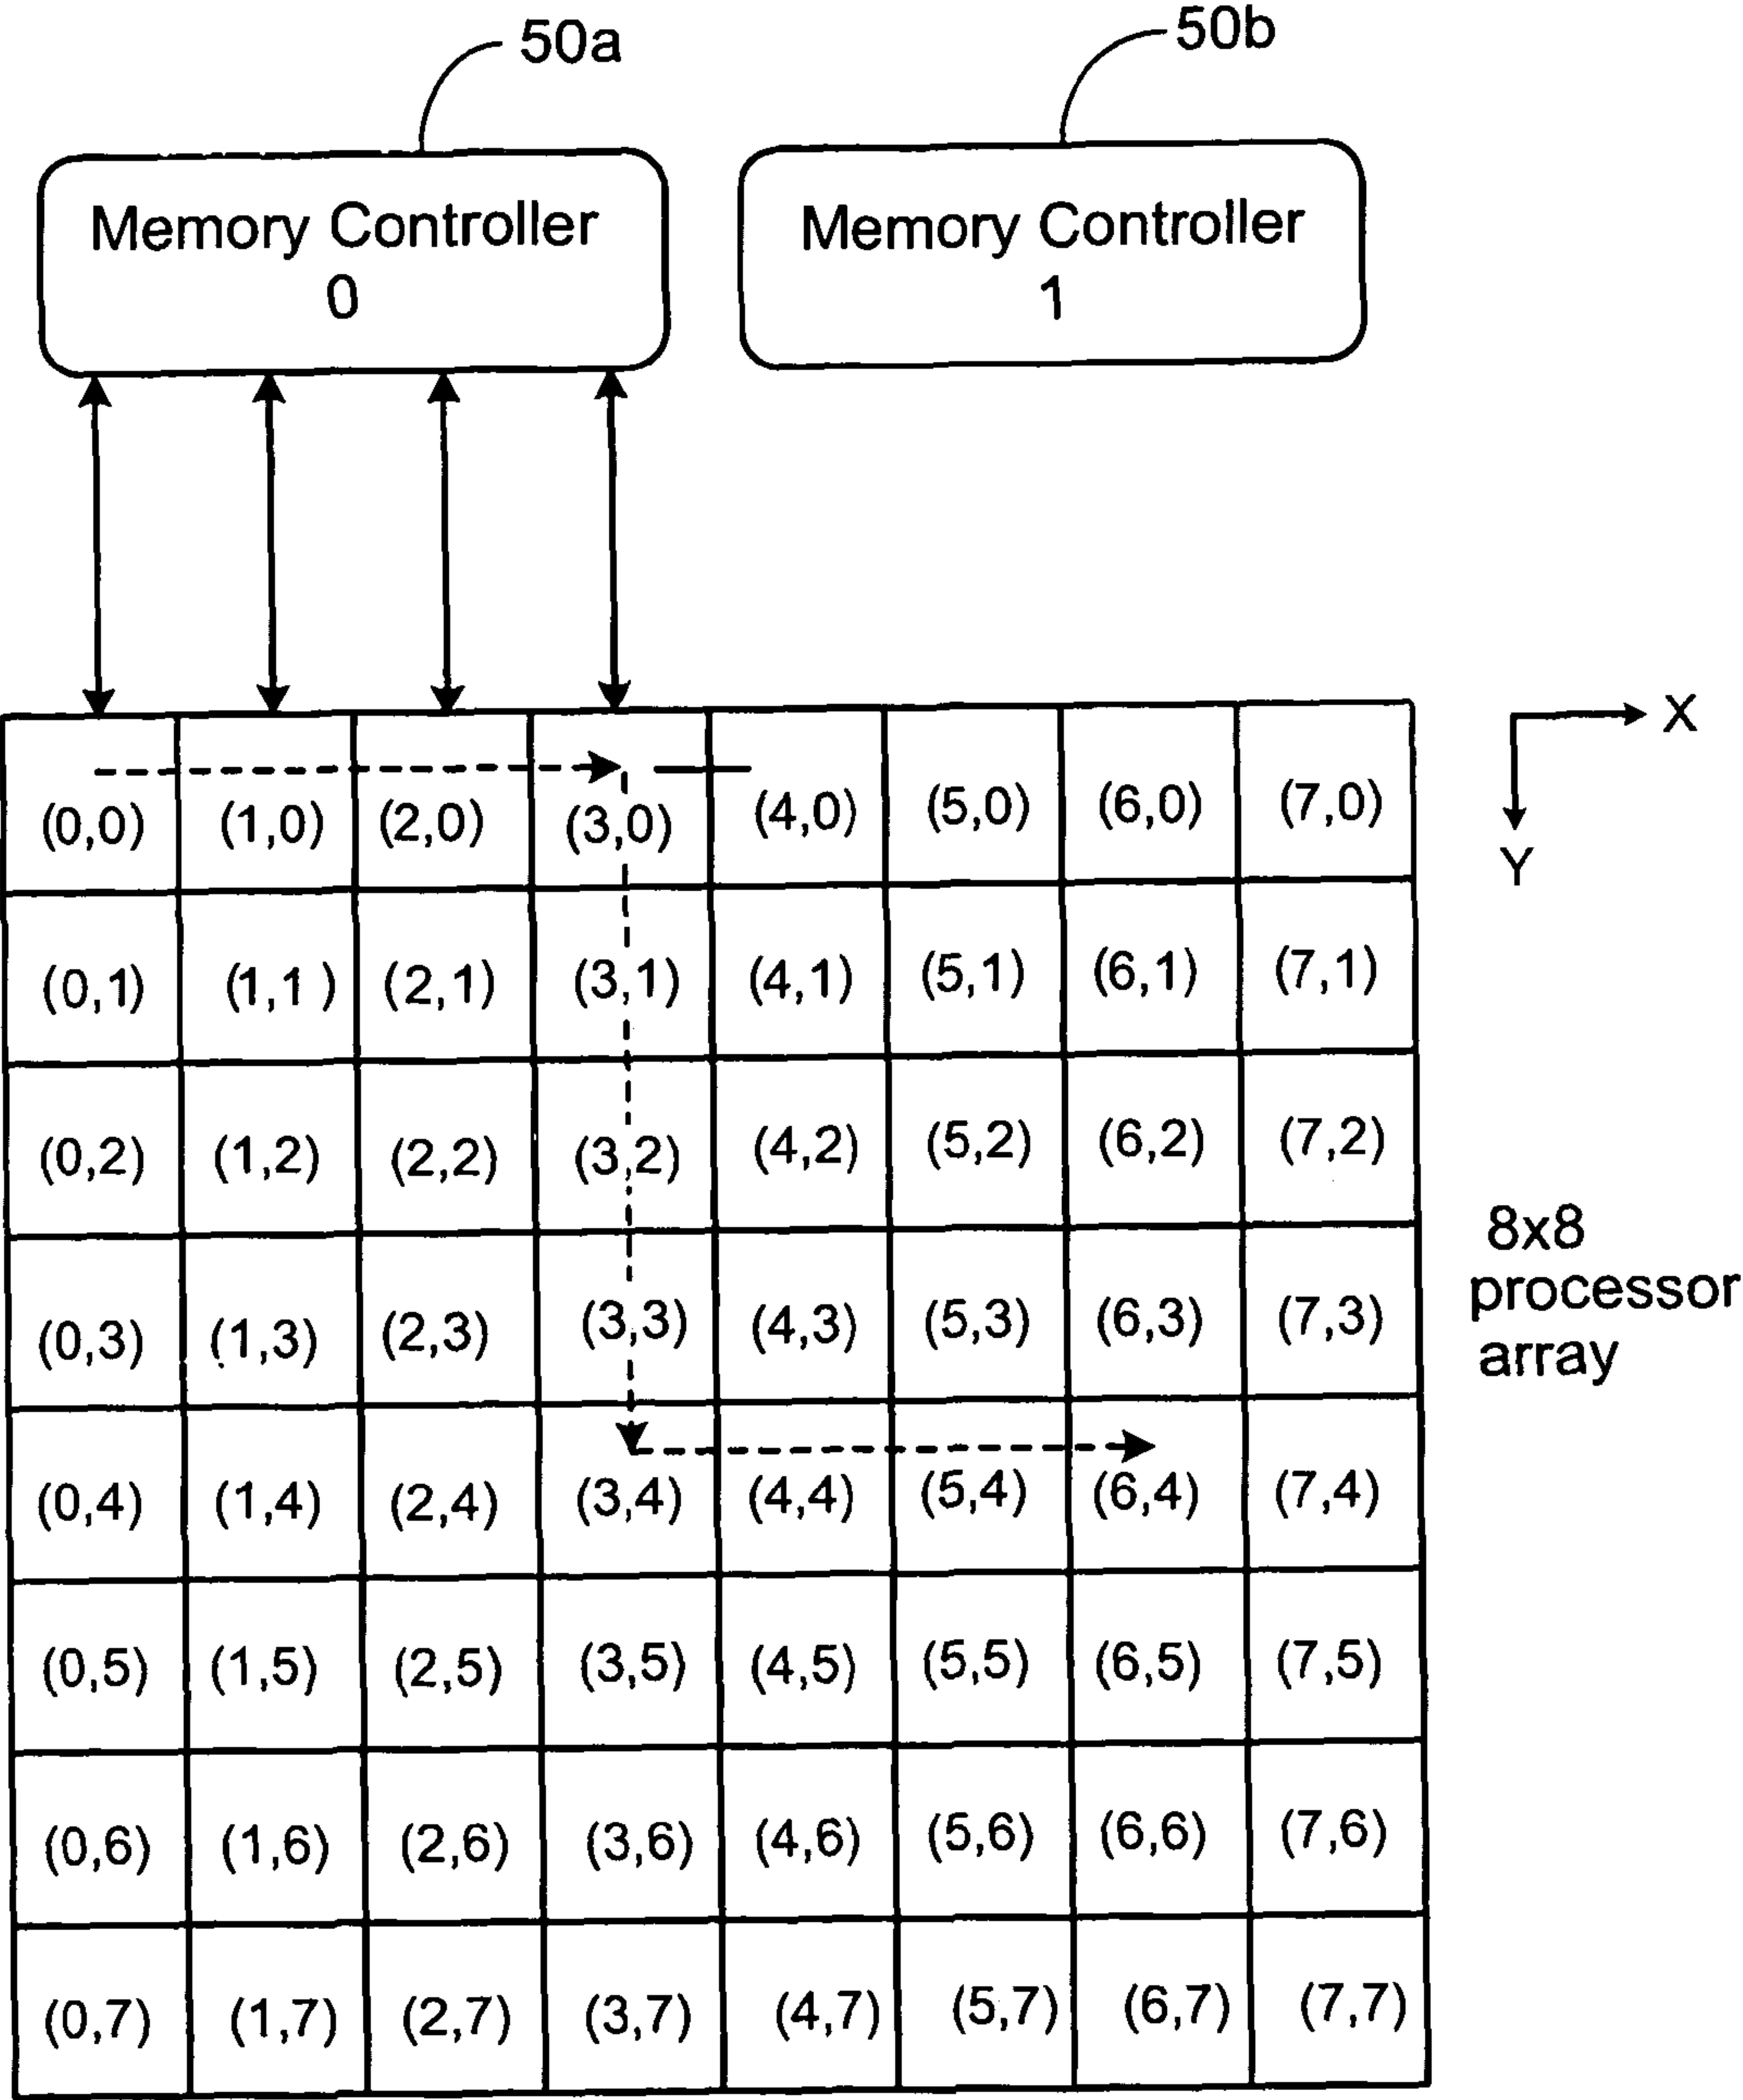 50a 50b
Memory Controller
0
Memory Controller
1
X
Y
(0,0) (1,0) (2,0) (3,0) (4,0) (5,0) (6,0) (7,0)
(0,1) (1,1) (2,1) (3,1) (4,1) (5,1) (6,1) (7,1)
(0,2) (1,2) (2,2) (3,2) (4,2) (5,2) (6,2) (7,2)
(0,3) (1,3) (2,3) (3,3) (4,3) (5,3) (6,3) (7,3)
(0,4) (1,4) (2,4) (3,4) (4,4) (5,4) (6,4) (7,4)
(0,5) (1,5) (2,5) (3,5) (4,5) (5,5) (6,5) (7,5)
(0,6) (1,6) (2,6) (3,6) (4,6) (5,6) (6,6) (7,6)
(0,7) (1,7) (2,7) (3,7) (4,7) (5,7) (6,7) (7,7)
8x8
processor
array